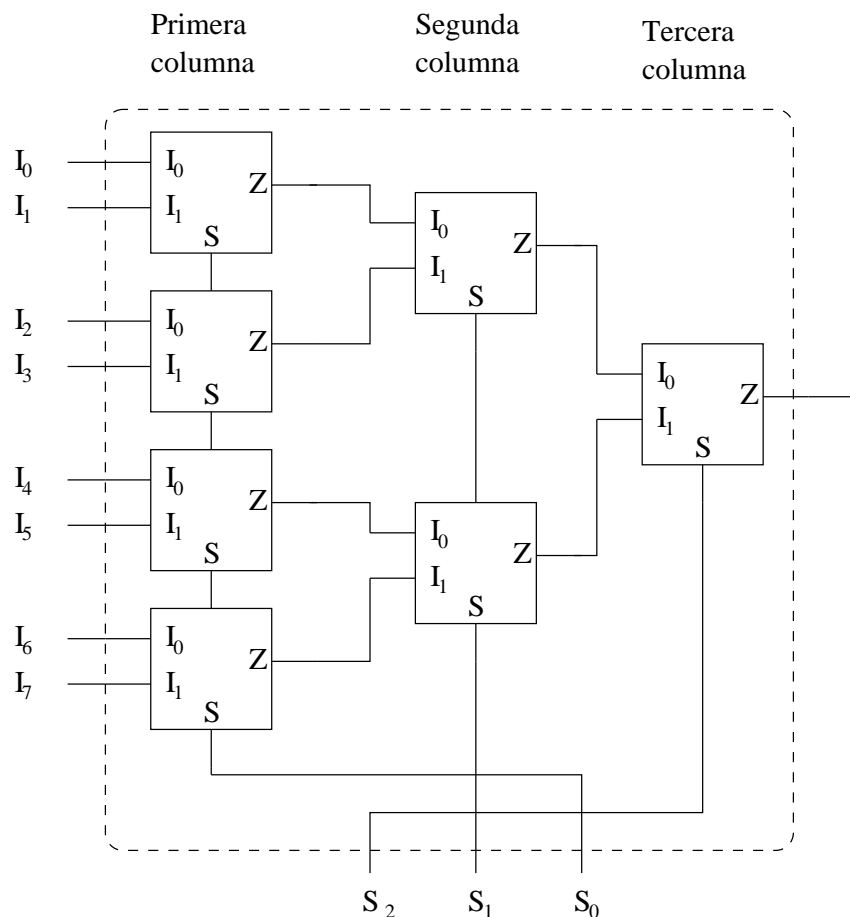 Primera columna
Segunda columna
Tercera columna
I0
I1
I0
I1
Z
S
I0
I1
Z
S
I2
I3
I0
I1
Z
S
I0
I1
Z
S
I4
I5
I0
I1
Z
S
I0
I1
Z
S
I6
I7
I0
I1
Z
S
S2
S1
S0